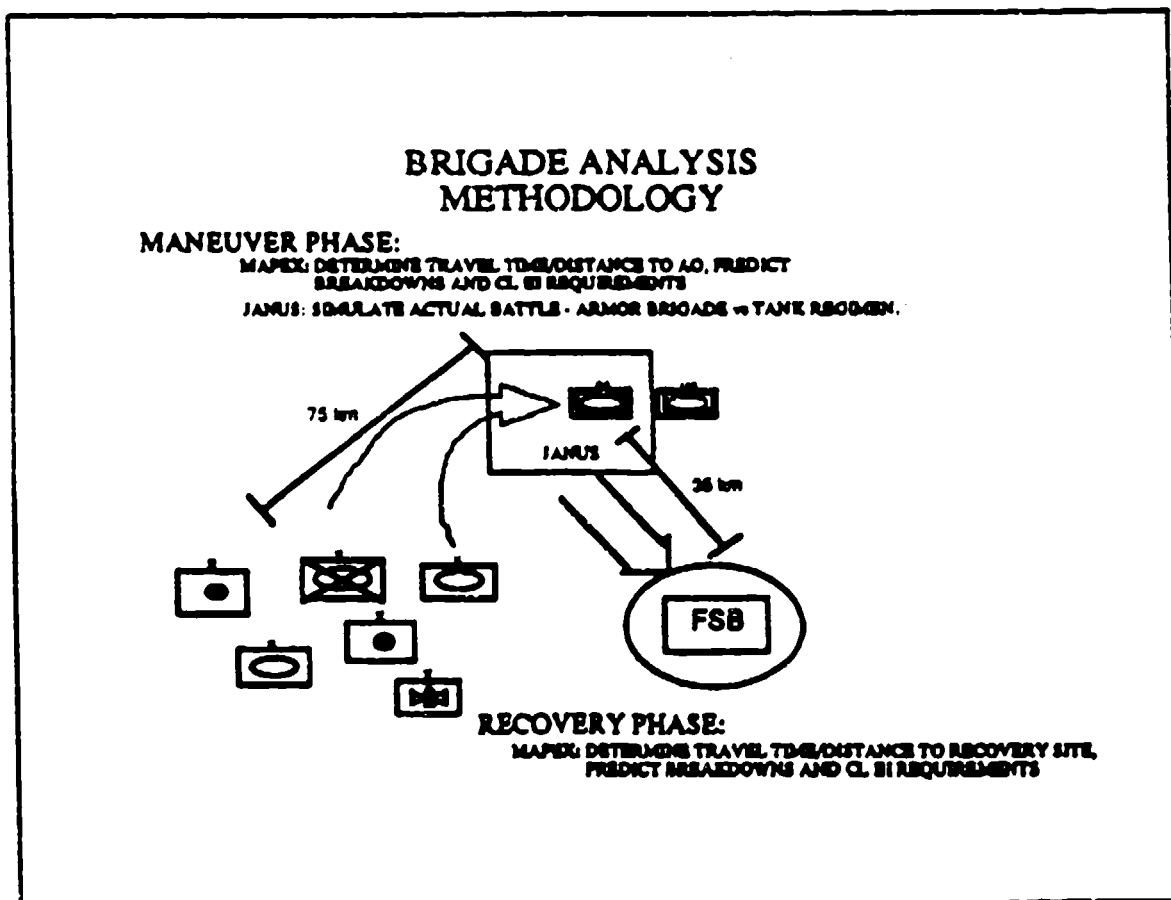 BRIGADE ANALYSIS
METHODOLOGY
MANEUVER PHASE:
MAPEX: DETERMINE TRAVEL TIME/DISTANCE TO AO, PREDICT
BREAKDOWNS AND CL III REQUIREMENTS
JANUS: SIMULATE ACTUAL BATTLE - ARMOR BRIGADE vs TANK REGIMEN.
75 km
JANUS
km
FSB
RECOVERY PHASE:
MAPEX: DETERMINE TRAVEL TIME/DISTANCE TO RECOVERY SITE,
PREDICT BREAKDOWNS AND CL III REQUIREMENTS